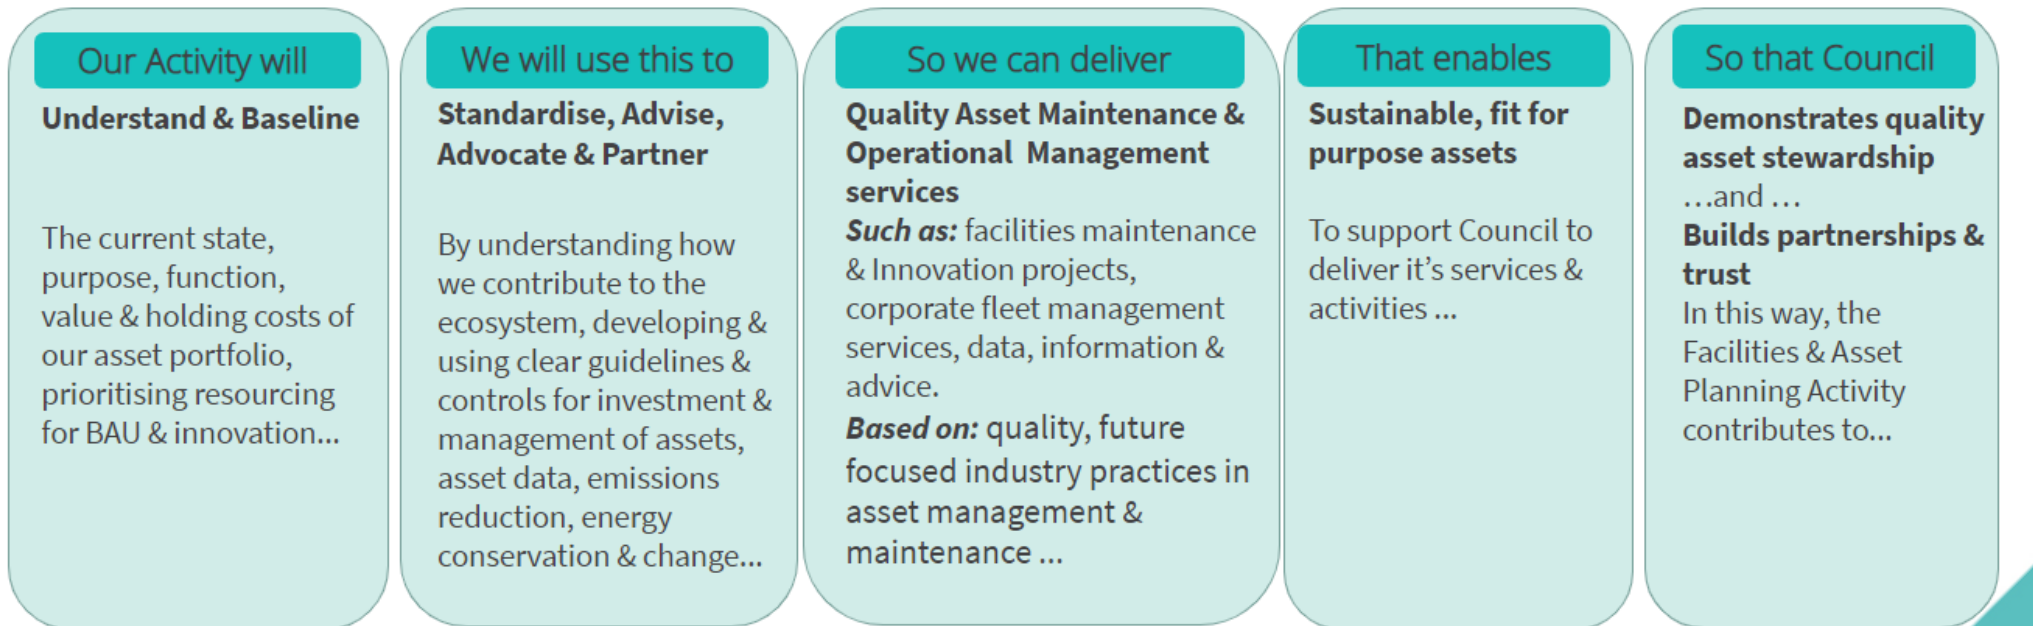 Our Activity will
Understand & Baseline
The current state,
purpose, function,
value & holding costs of
our asset portfolio,
prioritising resourcing
for BAU & innovation...
We will use this to
Standardise, Advise,
Advocate & Partner
By understanding how
we contribute to the
ecosystem, developing &
using clear guidelines &
controls for investment &
management of assets,
asset data, emissions
reduction, energy
conservation & change...
So we can deliver
Quality Asset Maintenance &
Operational Management
services
Such as: facilities maintenance
& Innovation projects,
corporate fleet management
services, data, information &
advice.
Based on: quality, future
focused industry practices in
asset management &
maintenance ...
That enables
Sustainable, fit for
purpose assets
To support Council to
deliver it's services &
activities ...
So that Council
Demonstrates quality
asset stewardship
...and ...
Builds partnerships &
trust
In this way, the
Facilities & Asset
Planning Activity
contributes to...